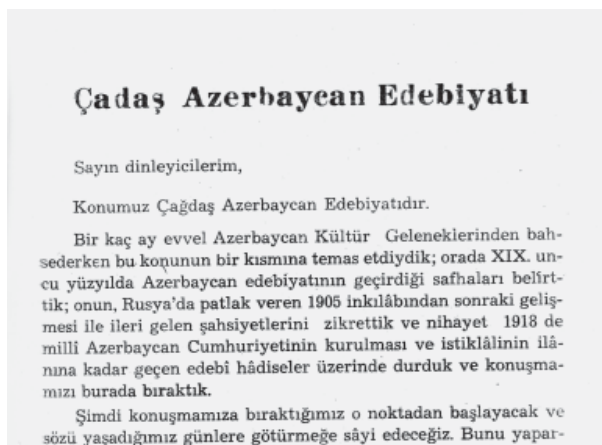 Çadaş Azerbaycan Edebiyatı
Sayın dinleyicilerim,
Konumuz Çağdaş Azerbaycan Edebiyatıdır.
Bir kaç ay evvel Azerbaycan Kültür Geleneklerinden bah-
sederken bu konunun bir kısmına temas etdiydik; orada XIX. un-
cu yüzyılda Azerbaycan edebiyatının geçirdiği safhaları belirt-
tik; onun, Rusya'da patlak veren 1905 inkılâbından sonraki geliş-
mesi ile ileri gelen şahsiyetlerini zikrettik ve nihayet 1918 de
millî Azerbaycan Cumhuriyetinin kurulması ve istiklâlinin ilâ-
nına kadar geçen edebî hâdiseler üzerinde durduk ve konuşma-
mızı burada bıraktık.
Şimdi konuşmamıza bıraktığımız o noktadan başlayacak ve
sözü yaşadığımız günlere götürmeğe sâyi edeceğiz. Bunu yapar-